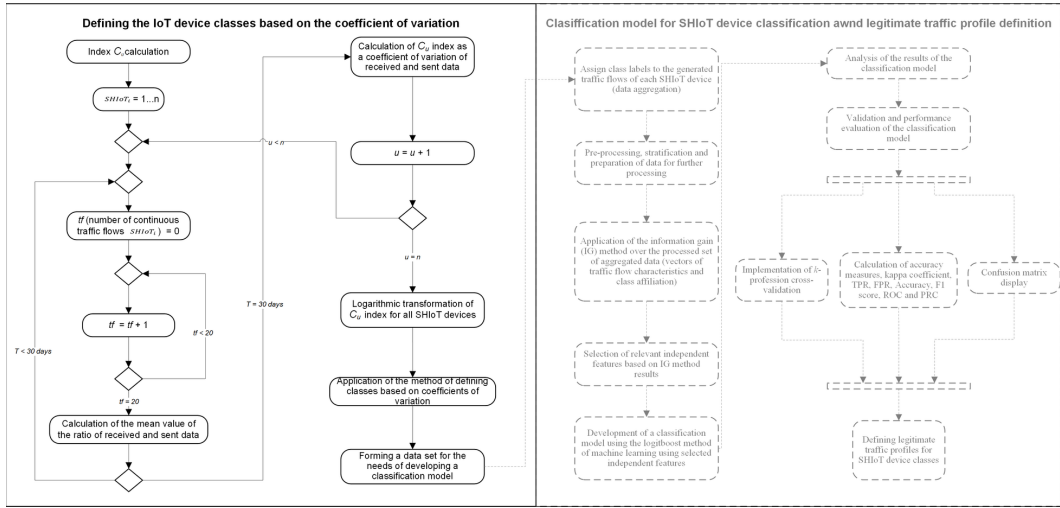 Defining the IoT device classes based on the coefficient of variation
Index Cu calculation
SHIoTi = 1...n
tf (number of continuous
traffic flows SHIoTi ) = 0
tf = tf + 1
tf < 20
tf = 20
T < 30 days
Calculation of the mean value of
the ratio of received and sent data
T = 30 days
Calculation of Cu index as
a coefficient of variation of
received and sent data
u = u + 1
u < n
u = n
Logarithmic transformation of
Cu index for all SHIoT devices
Application of the method of defining
classes based on coefficients of
variation
Forming a data set for the
needs of developing a
classification model
Clasiffication model for SHIoT device classification awnd legitimate traffic profile definition
Assign class labels to the generated
traffic flows of each SHIoT device
(data aggregation)
Pre-processing, stratification and
preparation of data for further
processing
Application of the information gain
(IG) method over the processed set
of aggregated data (vectors of
traffic flow characteristics and
class affiliation)
Selection of relevant independent
features based on IG method
results
Development of a classification
model using the logitboost method
of machine learning using selected
independent features
Analysis of the results of the
classification model
Validation and performance
evaluation of the classification
model
Implementation of k-
profession cross-
validation
Calculation of accuracy
measures, kappa coefficient,
TPR, FPR, Accuracy, F1
score, ROC and PRC
Confusion matrix
display
Defining legitimate
traffic profiles for
SHIoT device classes